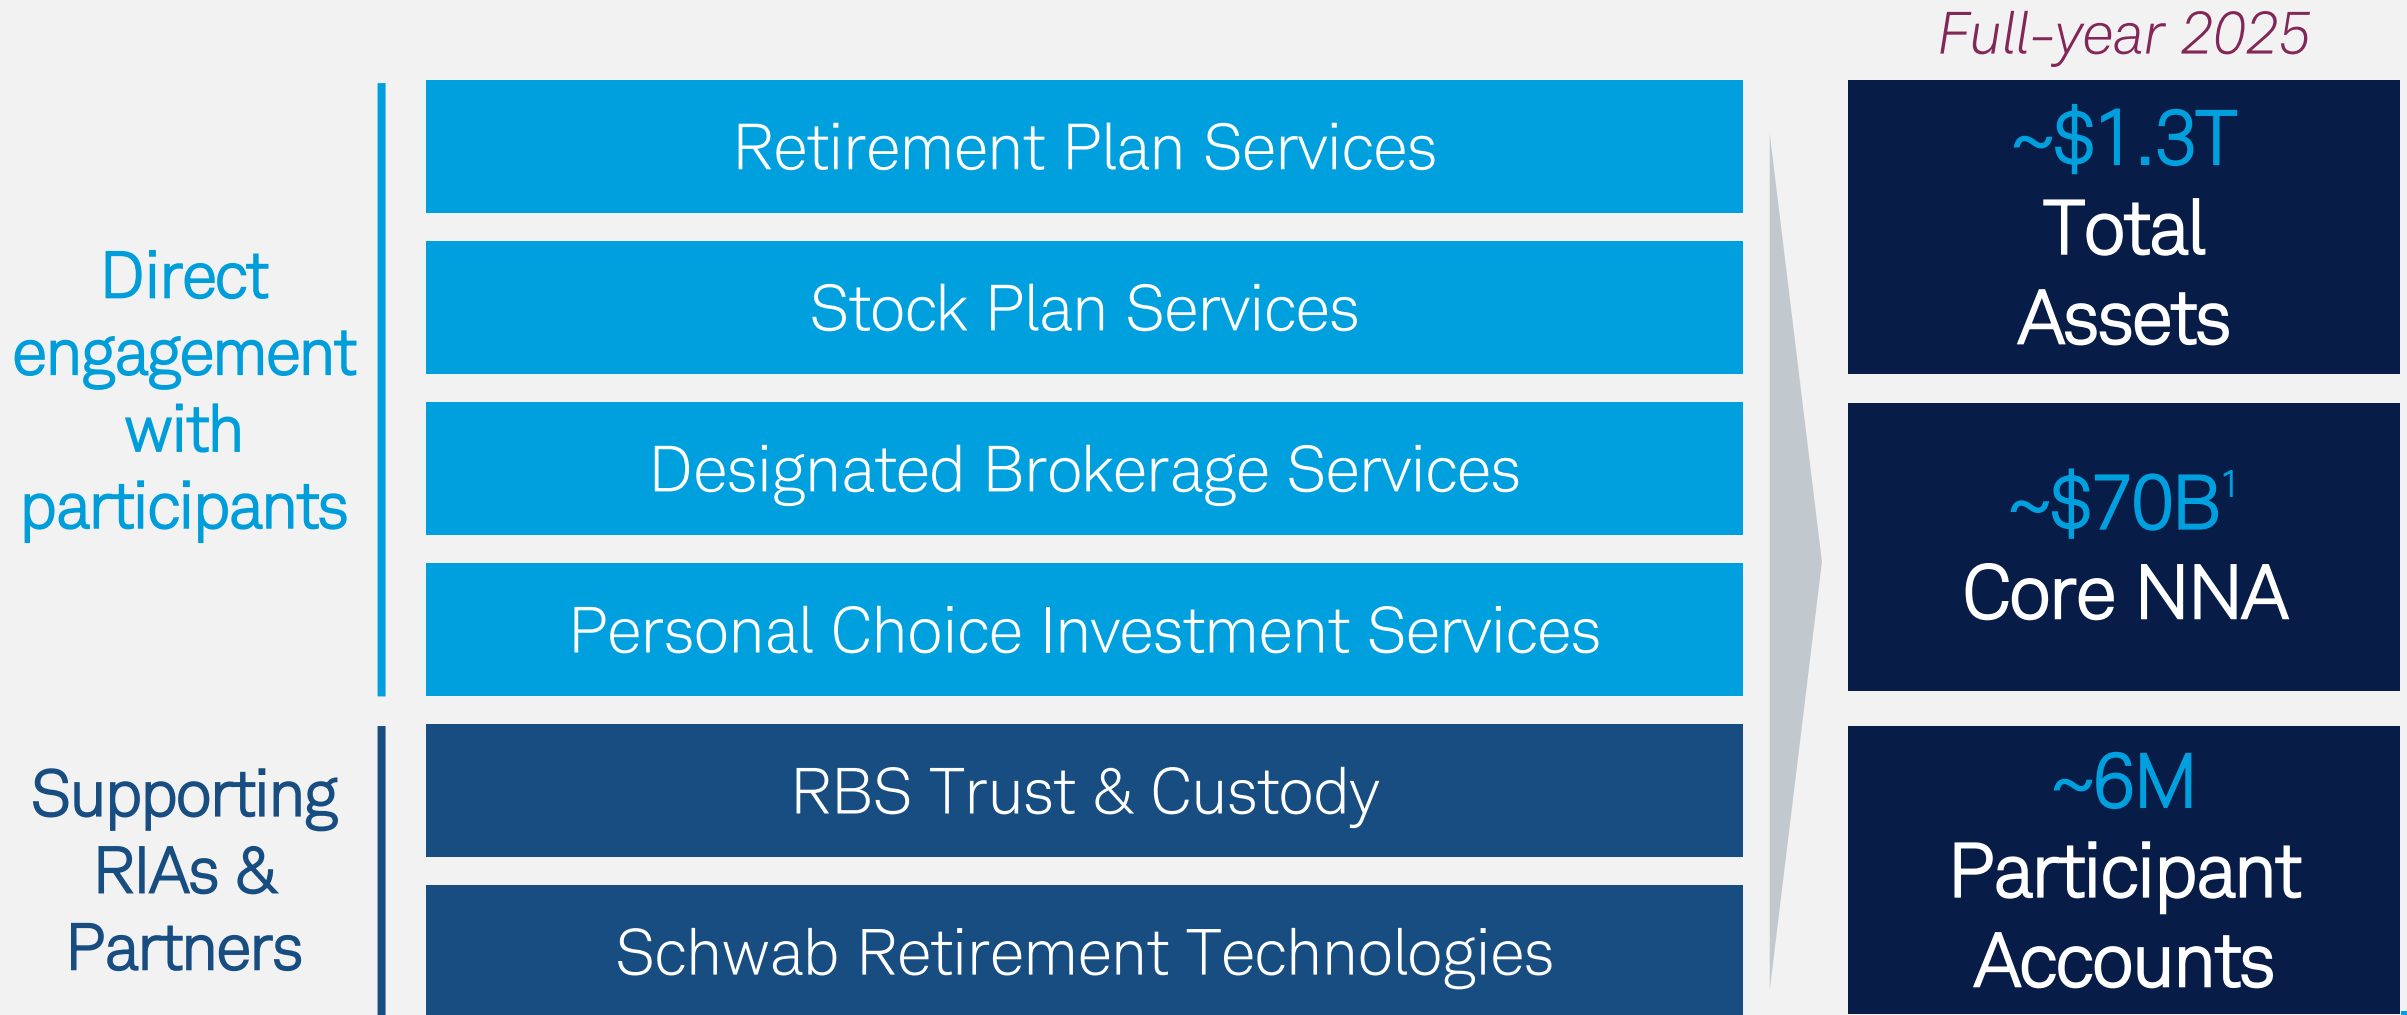 Full-year 2025
Direct
engagement
with
participants
Retirement Plan Services
Stock Plan Services
Designated Brokerage Services
Personal Choice Investment Services
Supporting
RIAs &
Partners
RBS Trust & Custody
Schwab Retirement Technologies
~$1.3T
Total
Assets
~$70B¹
Core NNA
~6M
Participant
Accounts